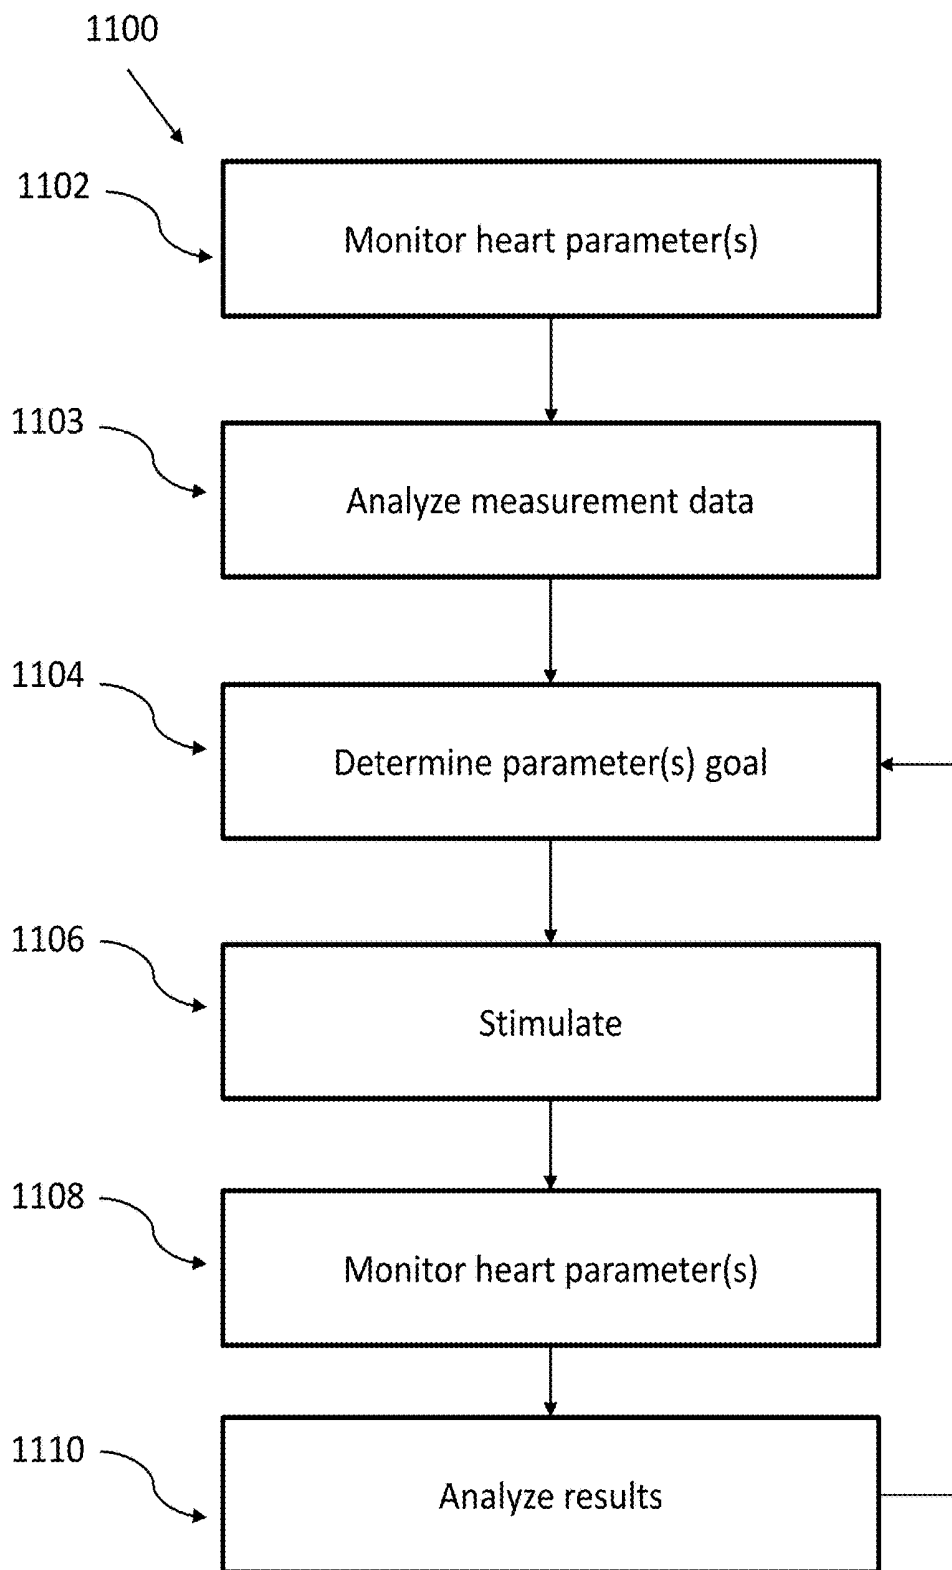 1100
1102
Monitor heart parameter(s)
1103
Analyze measurement data
1104
Determine parameter(s) goal
1106
Stimulate
1108
Monitor heart parameter(s)
1110
Analyze results